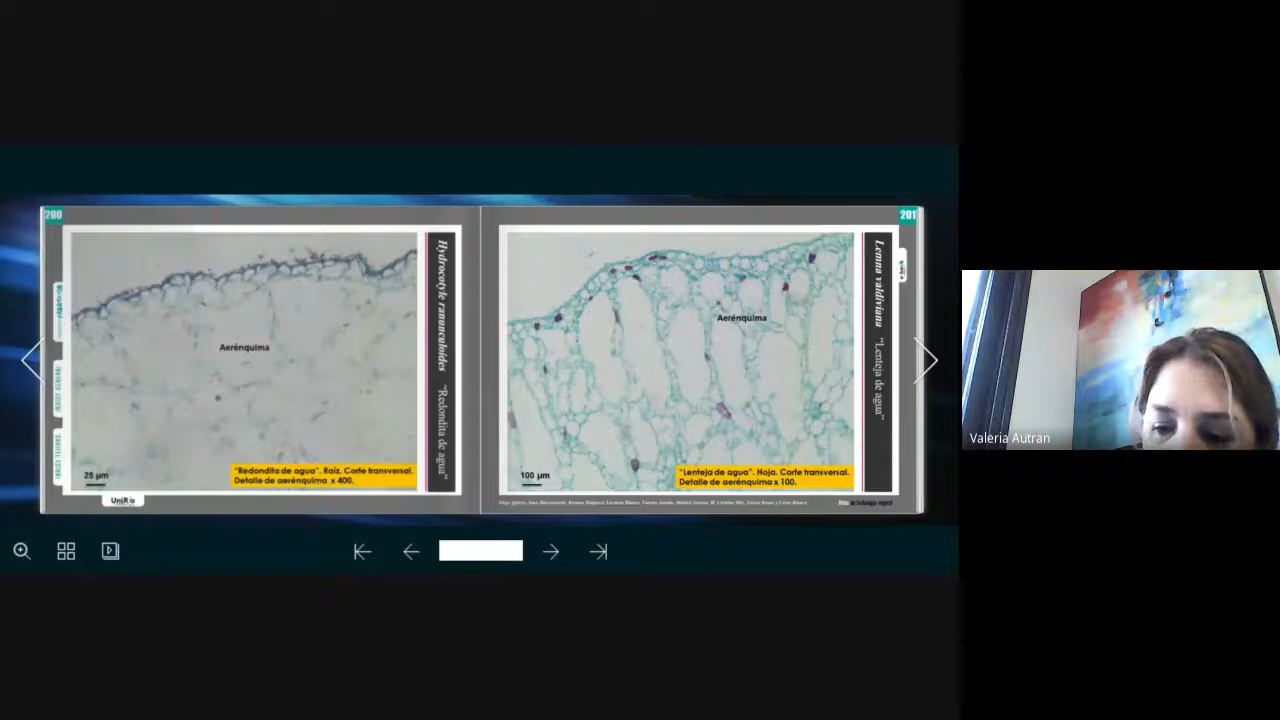 200
Aerénquima
25 µm
"Redondita de agua". Raíz. Corte transversal.
Detalle de aerénquima x 400.
Hydrocotyle ranunculoides "Redondita de agua"
UniRío
201
Aerénquima
100 µm
"Lenteja de agua". Hoja. Corte transversal.
Detalle de aerénquima x 100.
Lemna valdiviana "Lenteja de agua"
Valeria Autran